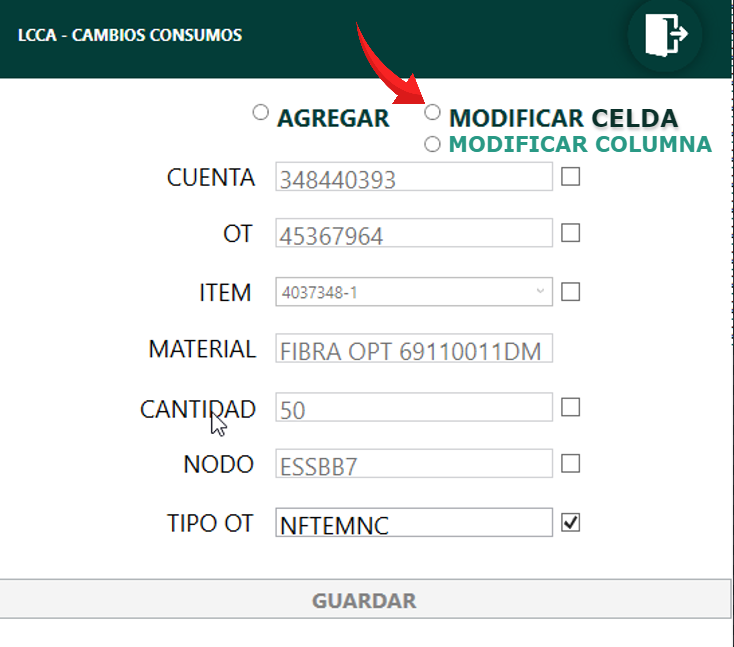 LCCA - CAMBIOS CONSUMOS
AGREGAR MODIFICAR CELDA
MODIFICAR COLUMNA
CUENTA 348440393
OT 45367964
ITEM 4037348-1
MATERIAL FIBRA OPT 69110011DM
CANTIDAD 50
NODO ESSBB7
TIPO OT NFTEMNC
GUARDAR